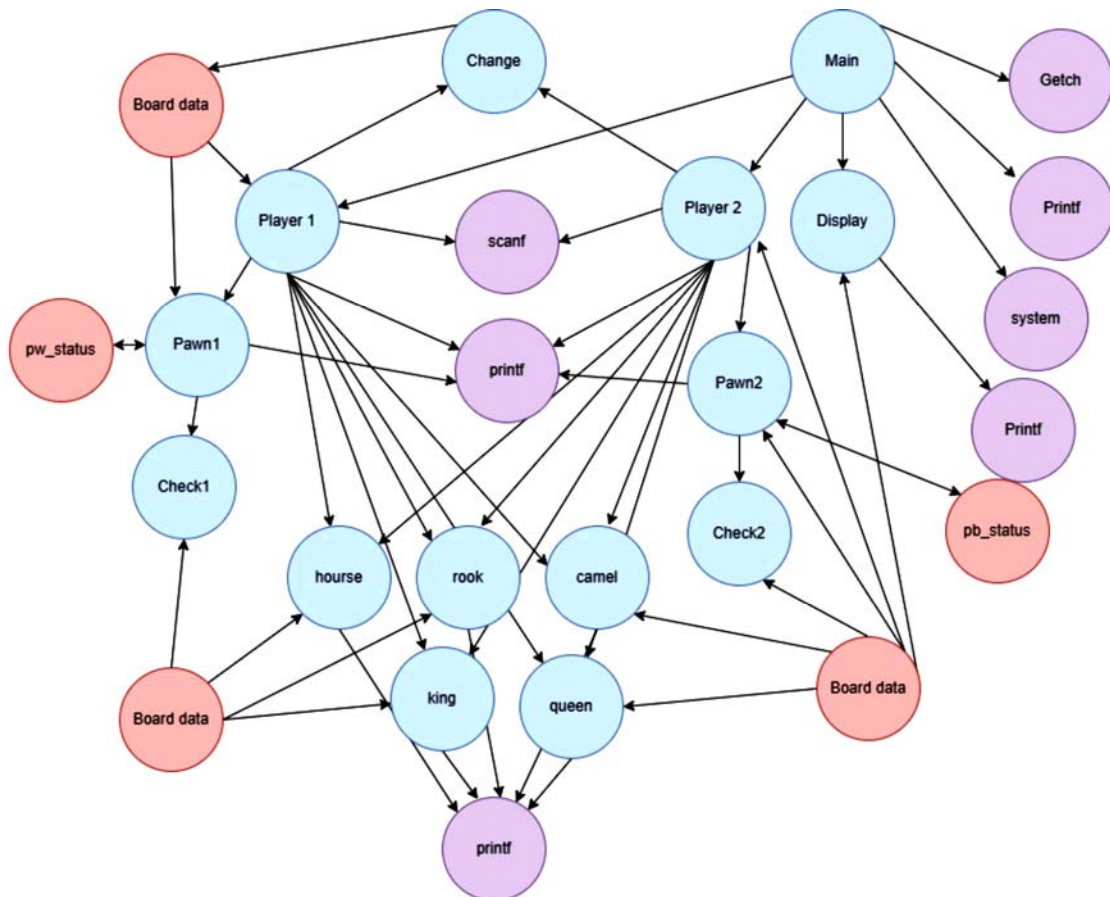 Change
Main
Getch
Board data
Player 1
Player 2
Display
Printf
scanf
system
pw_status
Pawn1
printf
Pawn2
Printf
Check1
Check2
pb_status
hourse
rook
camel
Board data
king
queen
Board data
printf